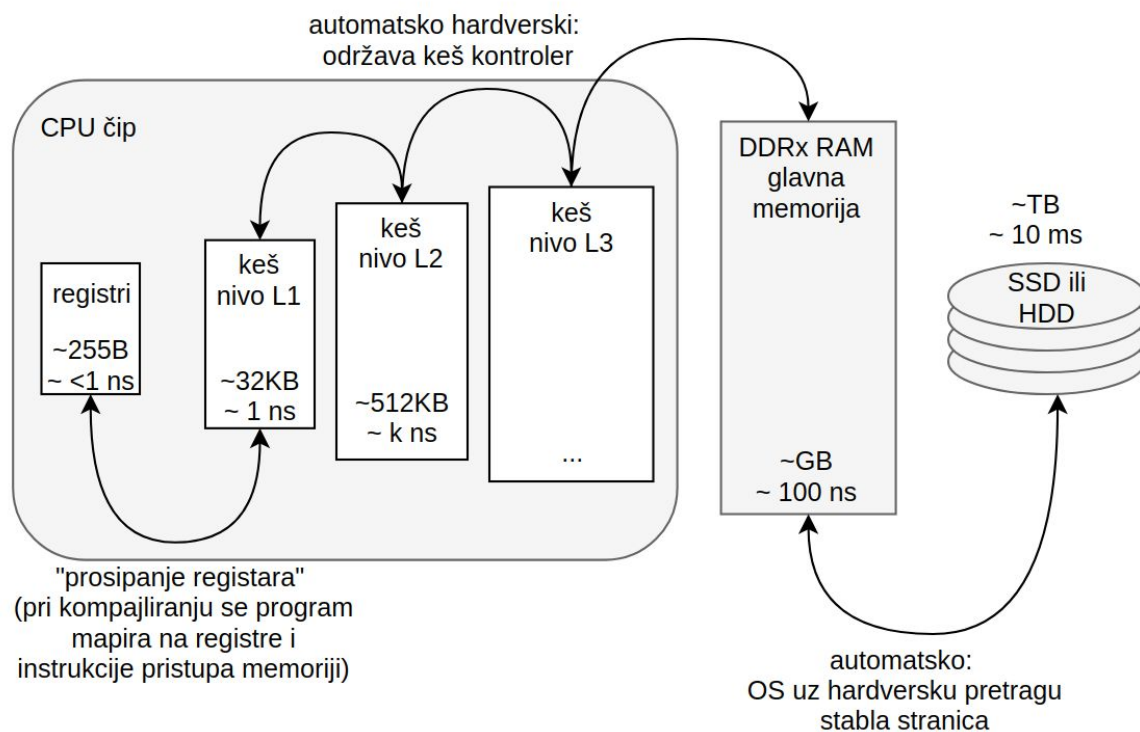 automatsko hardverski:
održava keš kontroler
CPU čip
registri
~255B
~ <1 ns
keš
nivo L1
~32KB
~ 1 ns
keš
nivo L2
~512KB
~ k ns
keš
nivo L3
...
DDRx RAM
glavna
memorija
~GB
~ 100 ns
~TB
~ 10 ms
SSD ili
HDD
"prosipanje registara"
(pri kompajliranju se program
mapira na registre i
instrukcije pristupa memoriji)
automatsko:
OS uz hardversku pretragu
stabla stranica